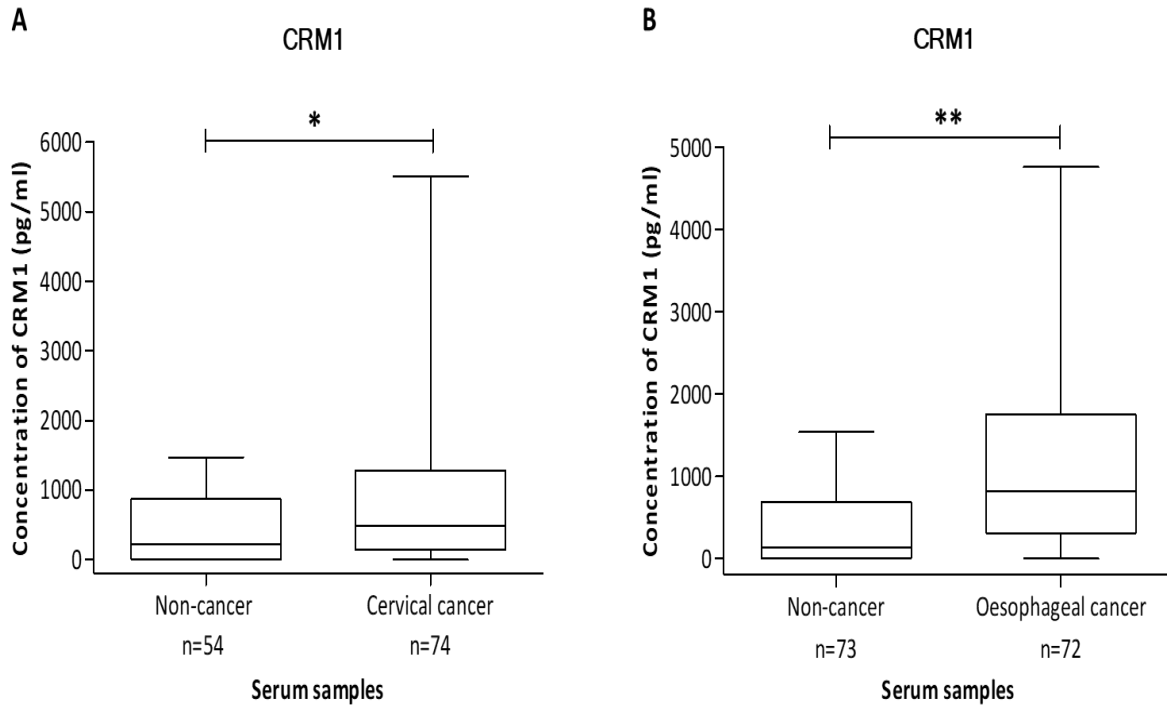 A
CRM1
*
Concentration of CRM1 (pg/ml)
6000
5000
4000
3000
2000
1000
0
Non-cancer
Cervical cancer
n=54
n=74
Serum samples
B
CRM1
**
Concentration of CRM1 (pg/ml)
5000
4000
3000
2000
1000
0
Non-cancer
Oesophageal cancer
n=73
n=72
Serum samples